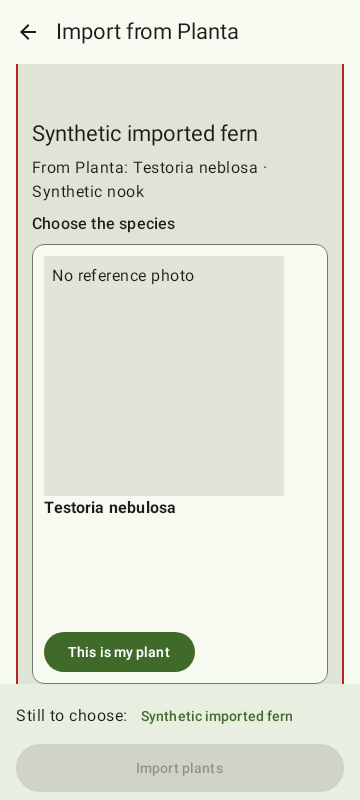 Import from Planta
Synthetic imported fern
From Planta: Testoria neblosa ·
Synthetic nook
Choose the species
No reference photo
Testoria nebulosa
This is my plant
Still to choose: Synthetic imported fern
Import plants